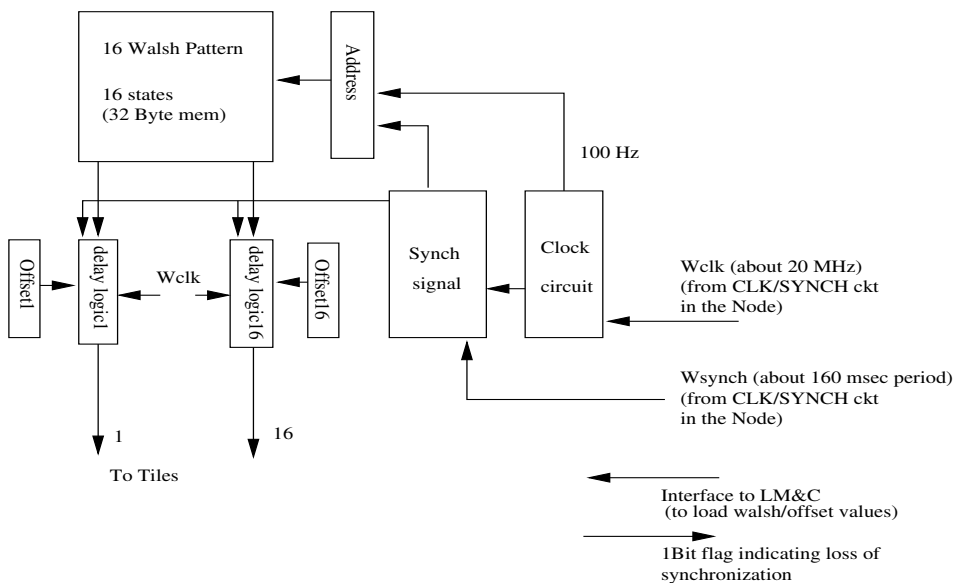 16 Walsh Pattern
16 states
(32 Byte mem)
Address
100 Hz
Offset1
delay logic1
Wclk
delay logic16
Offset16
Synch
signal
Clock
circuit
Wclk (about 20 MHz)
(from CLK/SYNCH ckt
in the Node)
Wsynch (about 160 msec period)
(from CLK/SYNCH ckt
in the Node)
1
16
To Tiles
Interface to LM&C
(to load walsh/offset values)
1Bit flag indicating loss of
synchronization